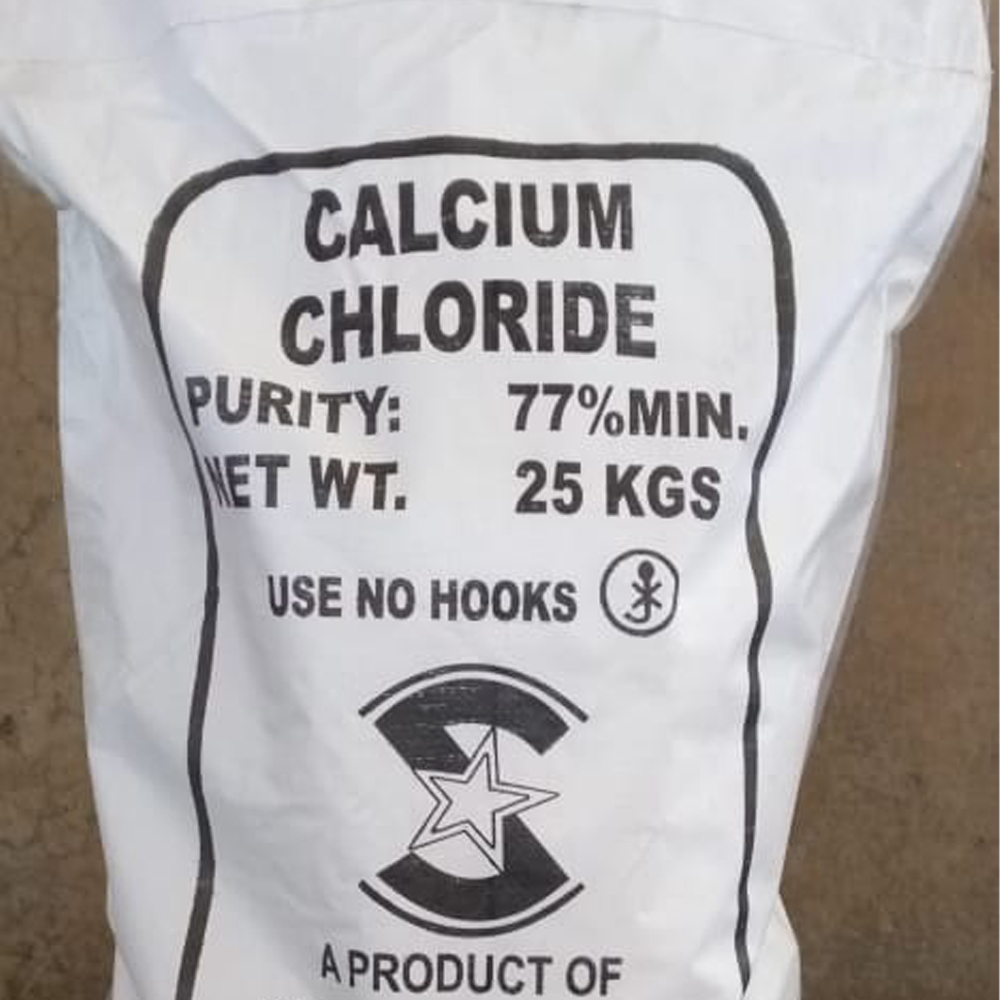 CALCIUM
CHLORIDE
PURITY: 77%MIN.
NET WT. 25 KGS
USE NO HOOKS
A PRODUCT OF